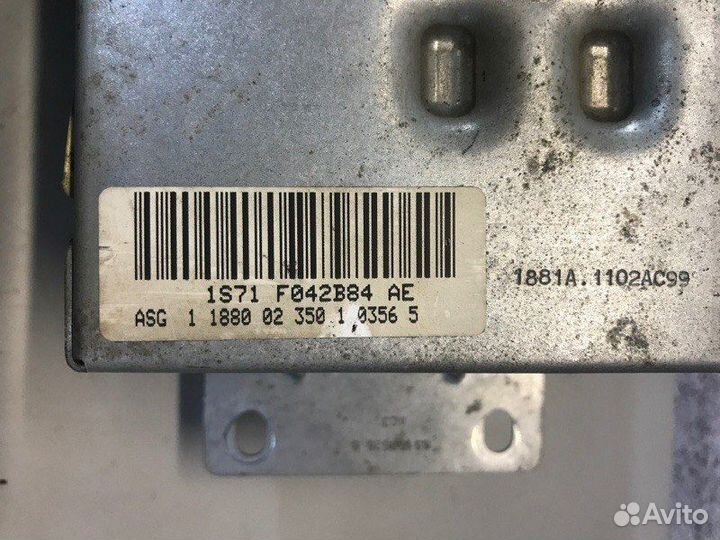 1S71 F042B84 AE
ASG 1 1880 02 350 1 0356 5
1881A.1102AC99
Avito